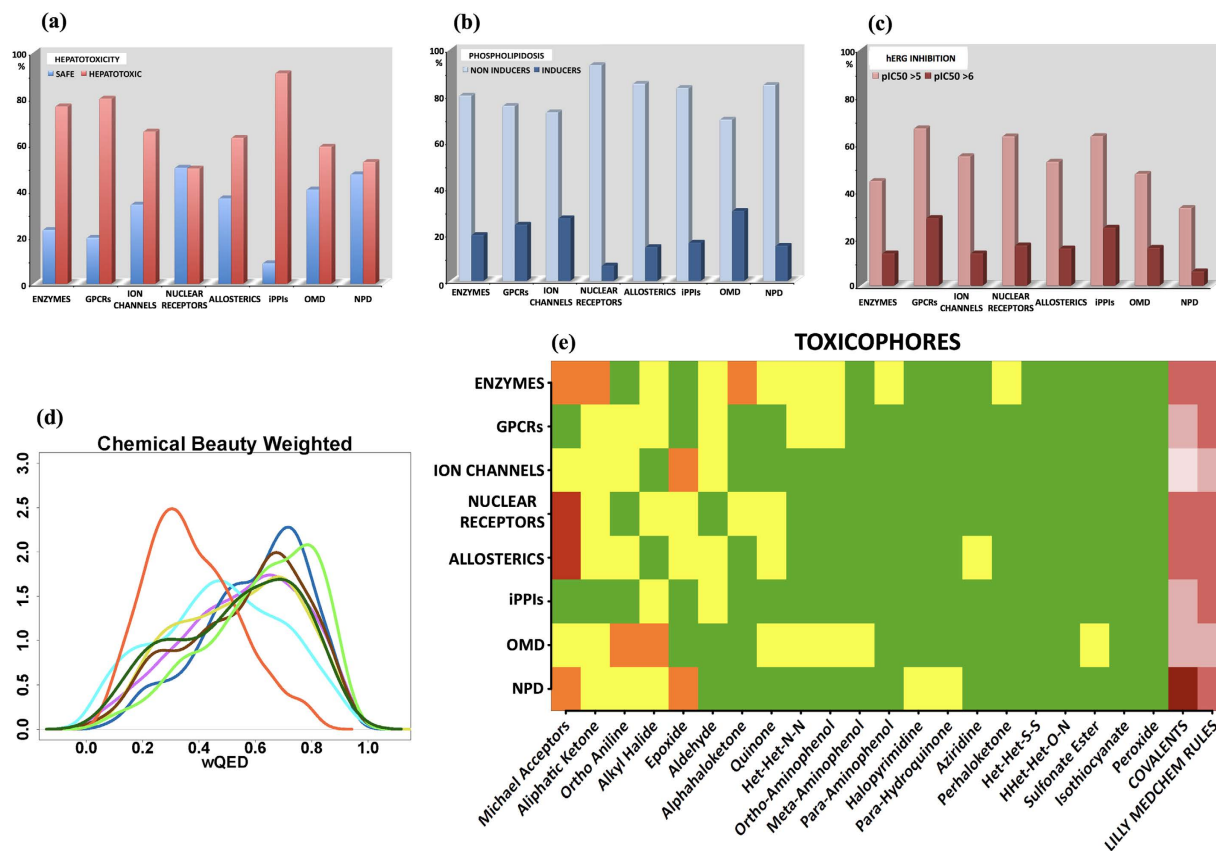 (a)
100
%
80
60
40
20
0
HEPATOTOXICITY
SAFE HEPATOTOXIC
ENZYMES GPCRs ION CHANNELS NUCLEAR RECEPTORS ALLOSTERICS iPPIs OMD NPD
(b)
100
%
80
60
40
20
0
PHOSPHOLIPIDOSIS
NON INDUCERS INDUCERS
ENZYMES GPCRs ION CHANNELS NUCLEAR RECEPTORS ALLOSTERICS iPPIs OMD NPD
(c)
100
%
80
60
40
20
0
hERG INHIBITION
pIC50 >5 pIC50 >6
ENZYMES GPCRs ION CHANNELS NUCLEAR RECEPTORS ALLOSTERICS iPPIs OMD NPD
(d)
Chemical Beauty Weighted
3.0
2.5
2.0
1.5
1.0
0.5
0.0
0.0 0.2 0.4 0.6 0.8 1.0
wQED
(e)
TOXICOPHORES
ENZYMES
GPCRs
ION CHANNELS
NUCLEAR
RECEPTORS
ALLOSTERICS
iPPIs
OMD
NPD
Michael Acceptors
Aliphatic Ketone
Ortho Aniline
Alkyl Halide
Epoxide
Aldehyde
Alphaloketone
Quinone
Het-Het-N-N
Ortho-Aminophenol
Meta-Aminophenol
Para-Aminophenol
Halopyrimidine
Para-Hydroquinone
Aziridine
Perhaloketone
Het-Het-S-S
HHet-Het-O-N
Sulfonate Ester
Isothiocyanate
Peroxide
COVALENTS
LILLY MEDCHEM RULES